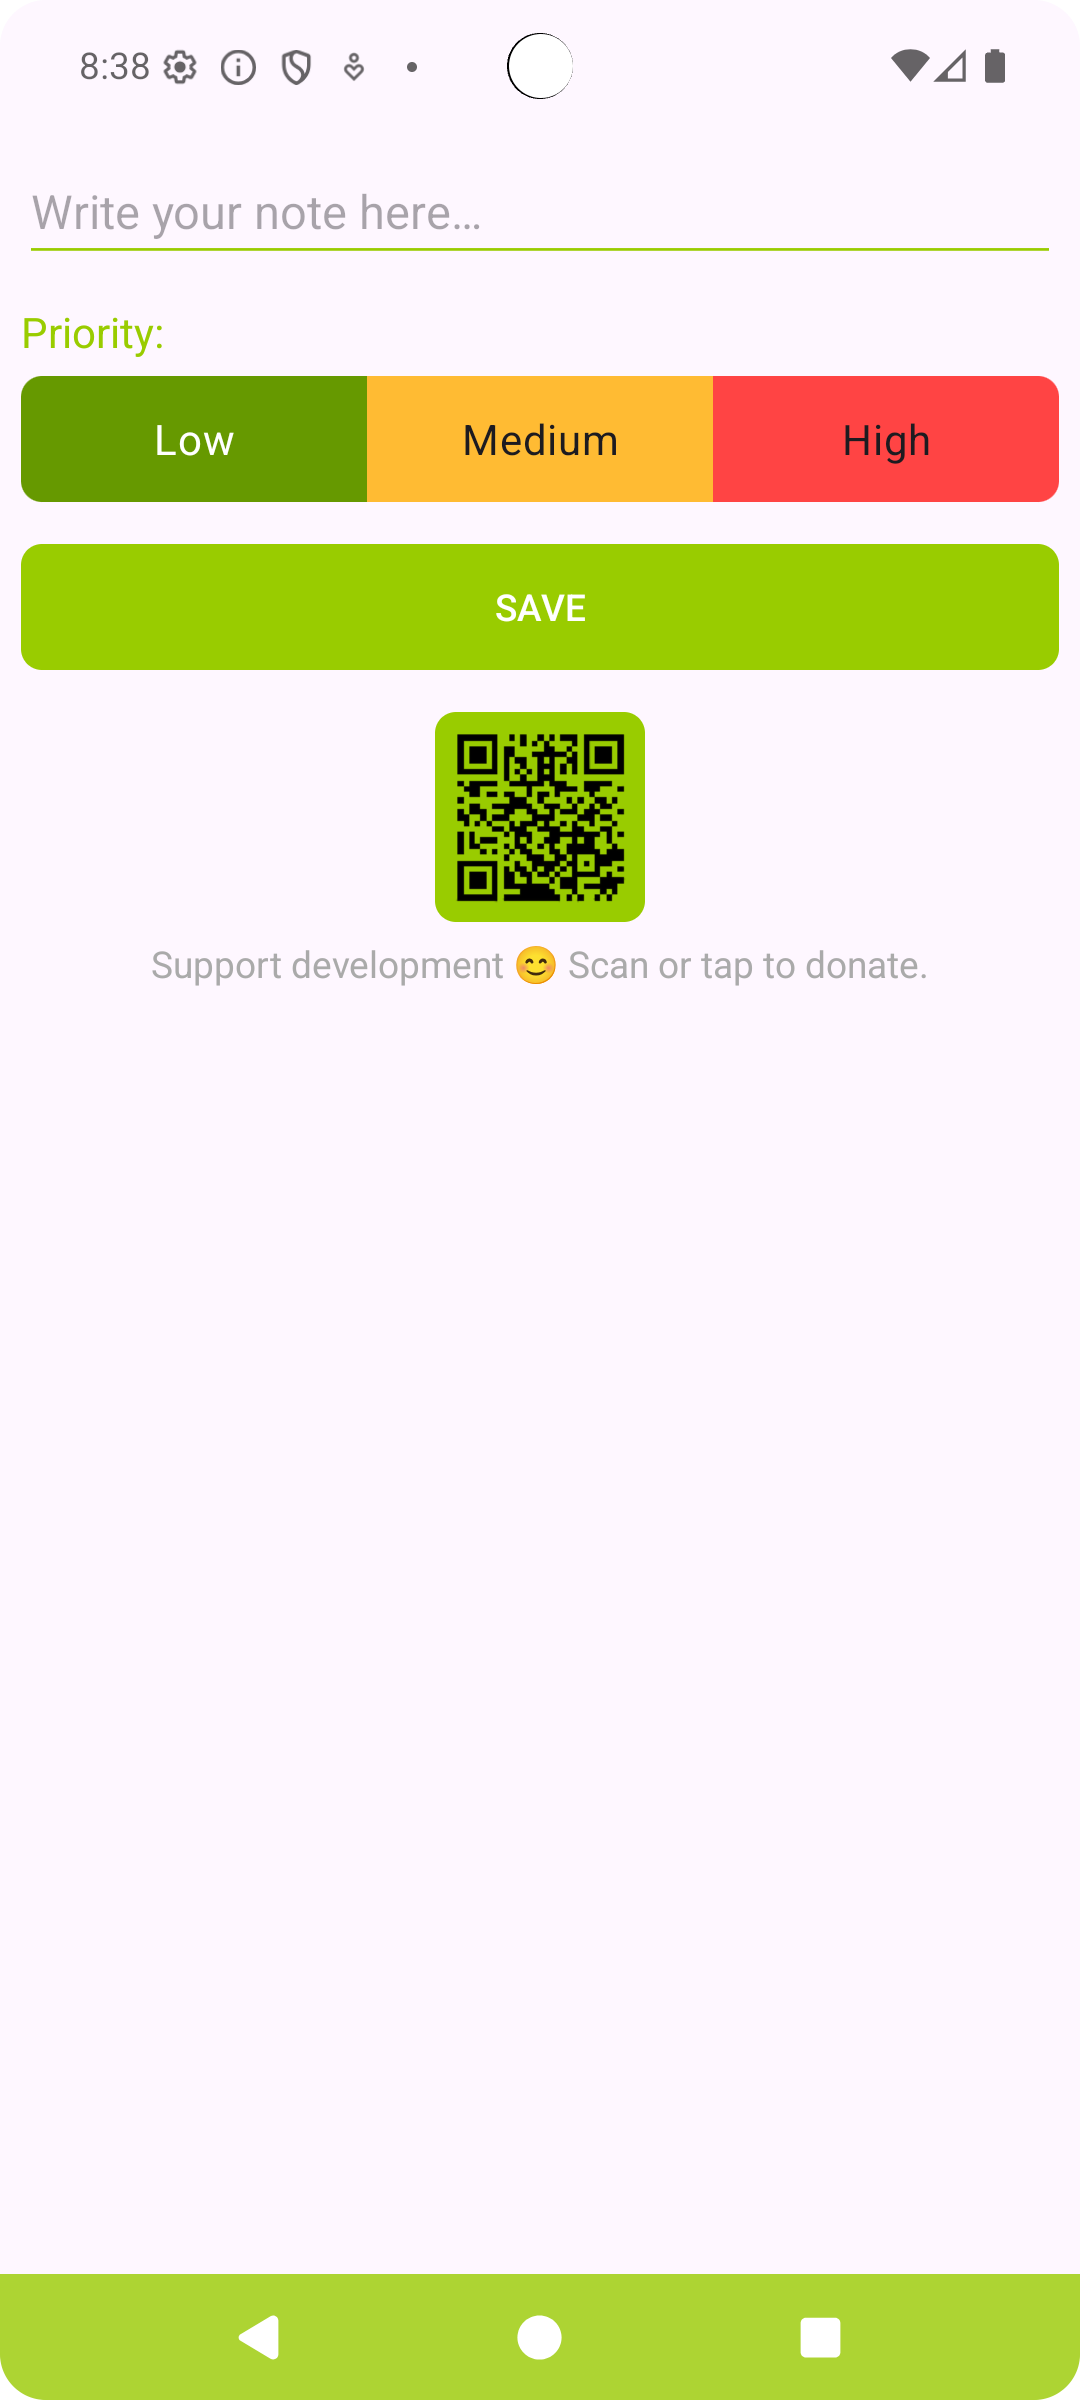 8:38
Write your note here…
Priority:
Low Medium High
SAVE
Support development 😊 Scan or tap to donate.